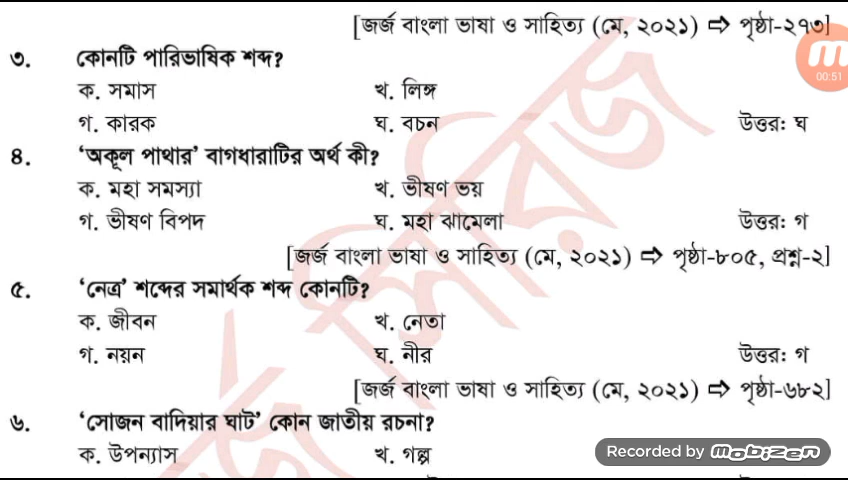 [জর্জ বাংলা ভাষা ও সাহিত্য (মে, ২০২১) ⇨ পৃষ্ঠা-২৭৩]
00:51
৩. কোনটি পারিভাষিক শব্দ?
ক. সমাস খ. লিঙ্গ
গ. কারক ঘ. বচন উত্তর: ঘ
৪. ‘অকূল পাথার’ বাগধারাটির অর্থ কী?
ক. মহা সমস্যা খ. ভীষণ ভয়
গ. ভীষণ বিপদ ঘ. মহা ঝামেলা উত্তর: গ
[জর্জ বাংলা ভাষা ও সাহিত্য (মে, ২০২১) ⇨ পৃষ্ঠা-৮০৫, প্রশ্ন-২]
৫. ‘নেত্র’ শব্দের সমার্থক শব্দ কোনটি?
ক. জীবন খ. নেতা
গ. নয়ন ঘ. নীর উত্তর: গ
[জর্জ বাংলা ভাষা ও সাহিত্য (মে, ২০২১) ⇨ পৃষ্ঠা-৬৮২]
৬. ‘সোজন বাদিয়ার ঘাট’ কোন জাতীয় রচনা?
ক. উপন্যাস খ. গল্প
Recorded by mobizen